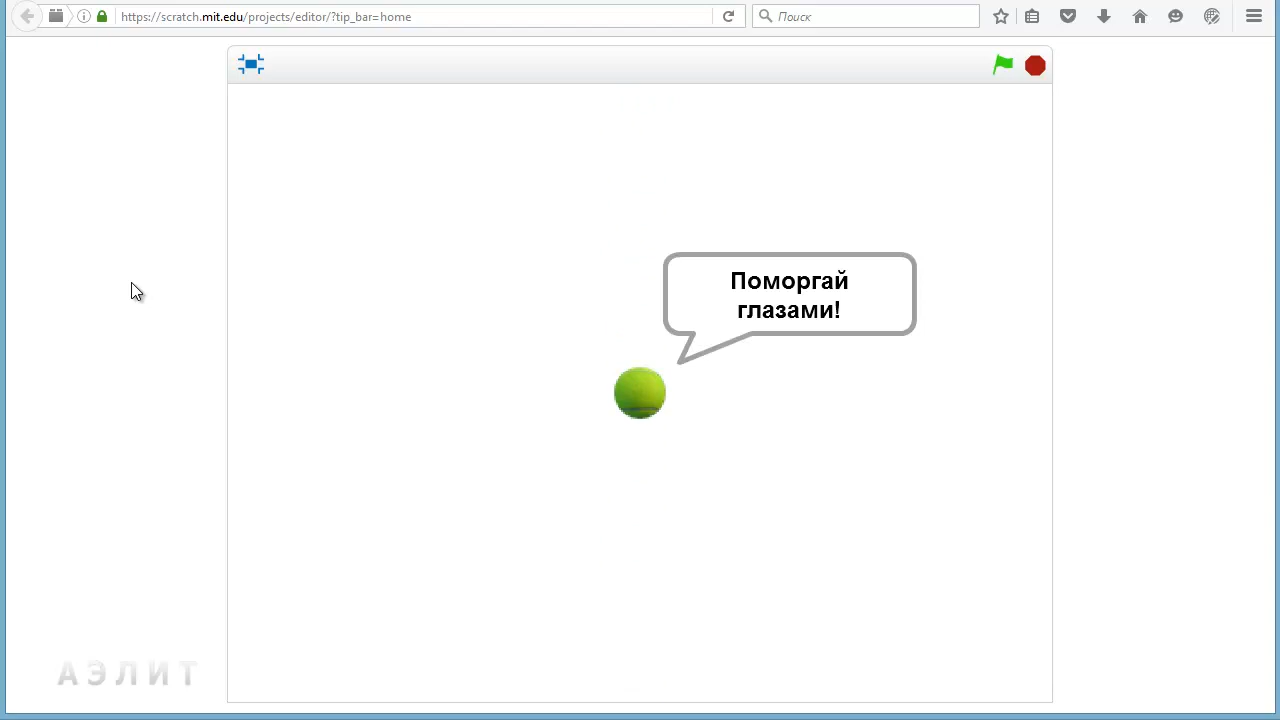 https://scratch.mit.edu/projects/editor/?tip_bar=home
Поиск
Поморгай
глазами!
АЭЛИТ